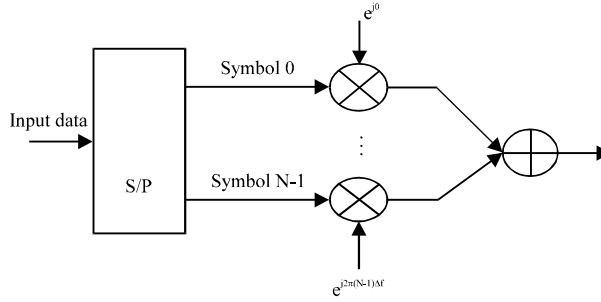 e^{j0}
Symbol 0
Input data
S/P
Symbol N-1
e^{j2π(N-1)Δf}